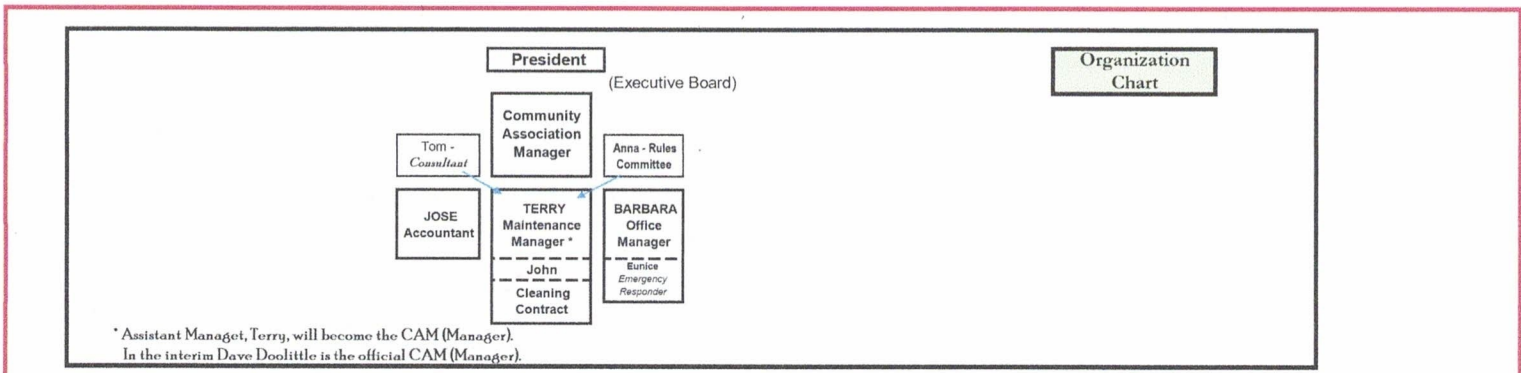 President
(Executive Board)
Organization
Chart
Community
Association
Manager
Tom -
Consultant
Anna - Rules
Committee
JOSE
Accountant
TERRY
Maintenance
Manager *
John
Cleaning
Contract
BARBARA
Office
Manager
Eunice
Emergency
Responder
* Assistant Managet, Terry, will become the CAM (Manager).
In the interim Dave Doolittle is the official CAM (Manager).